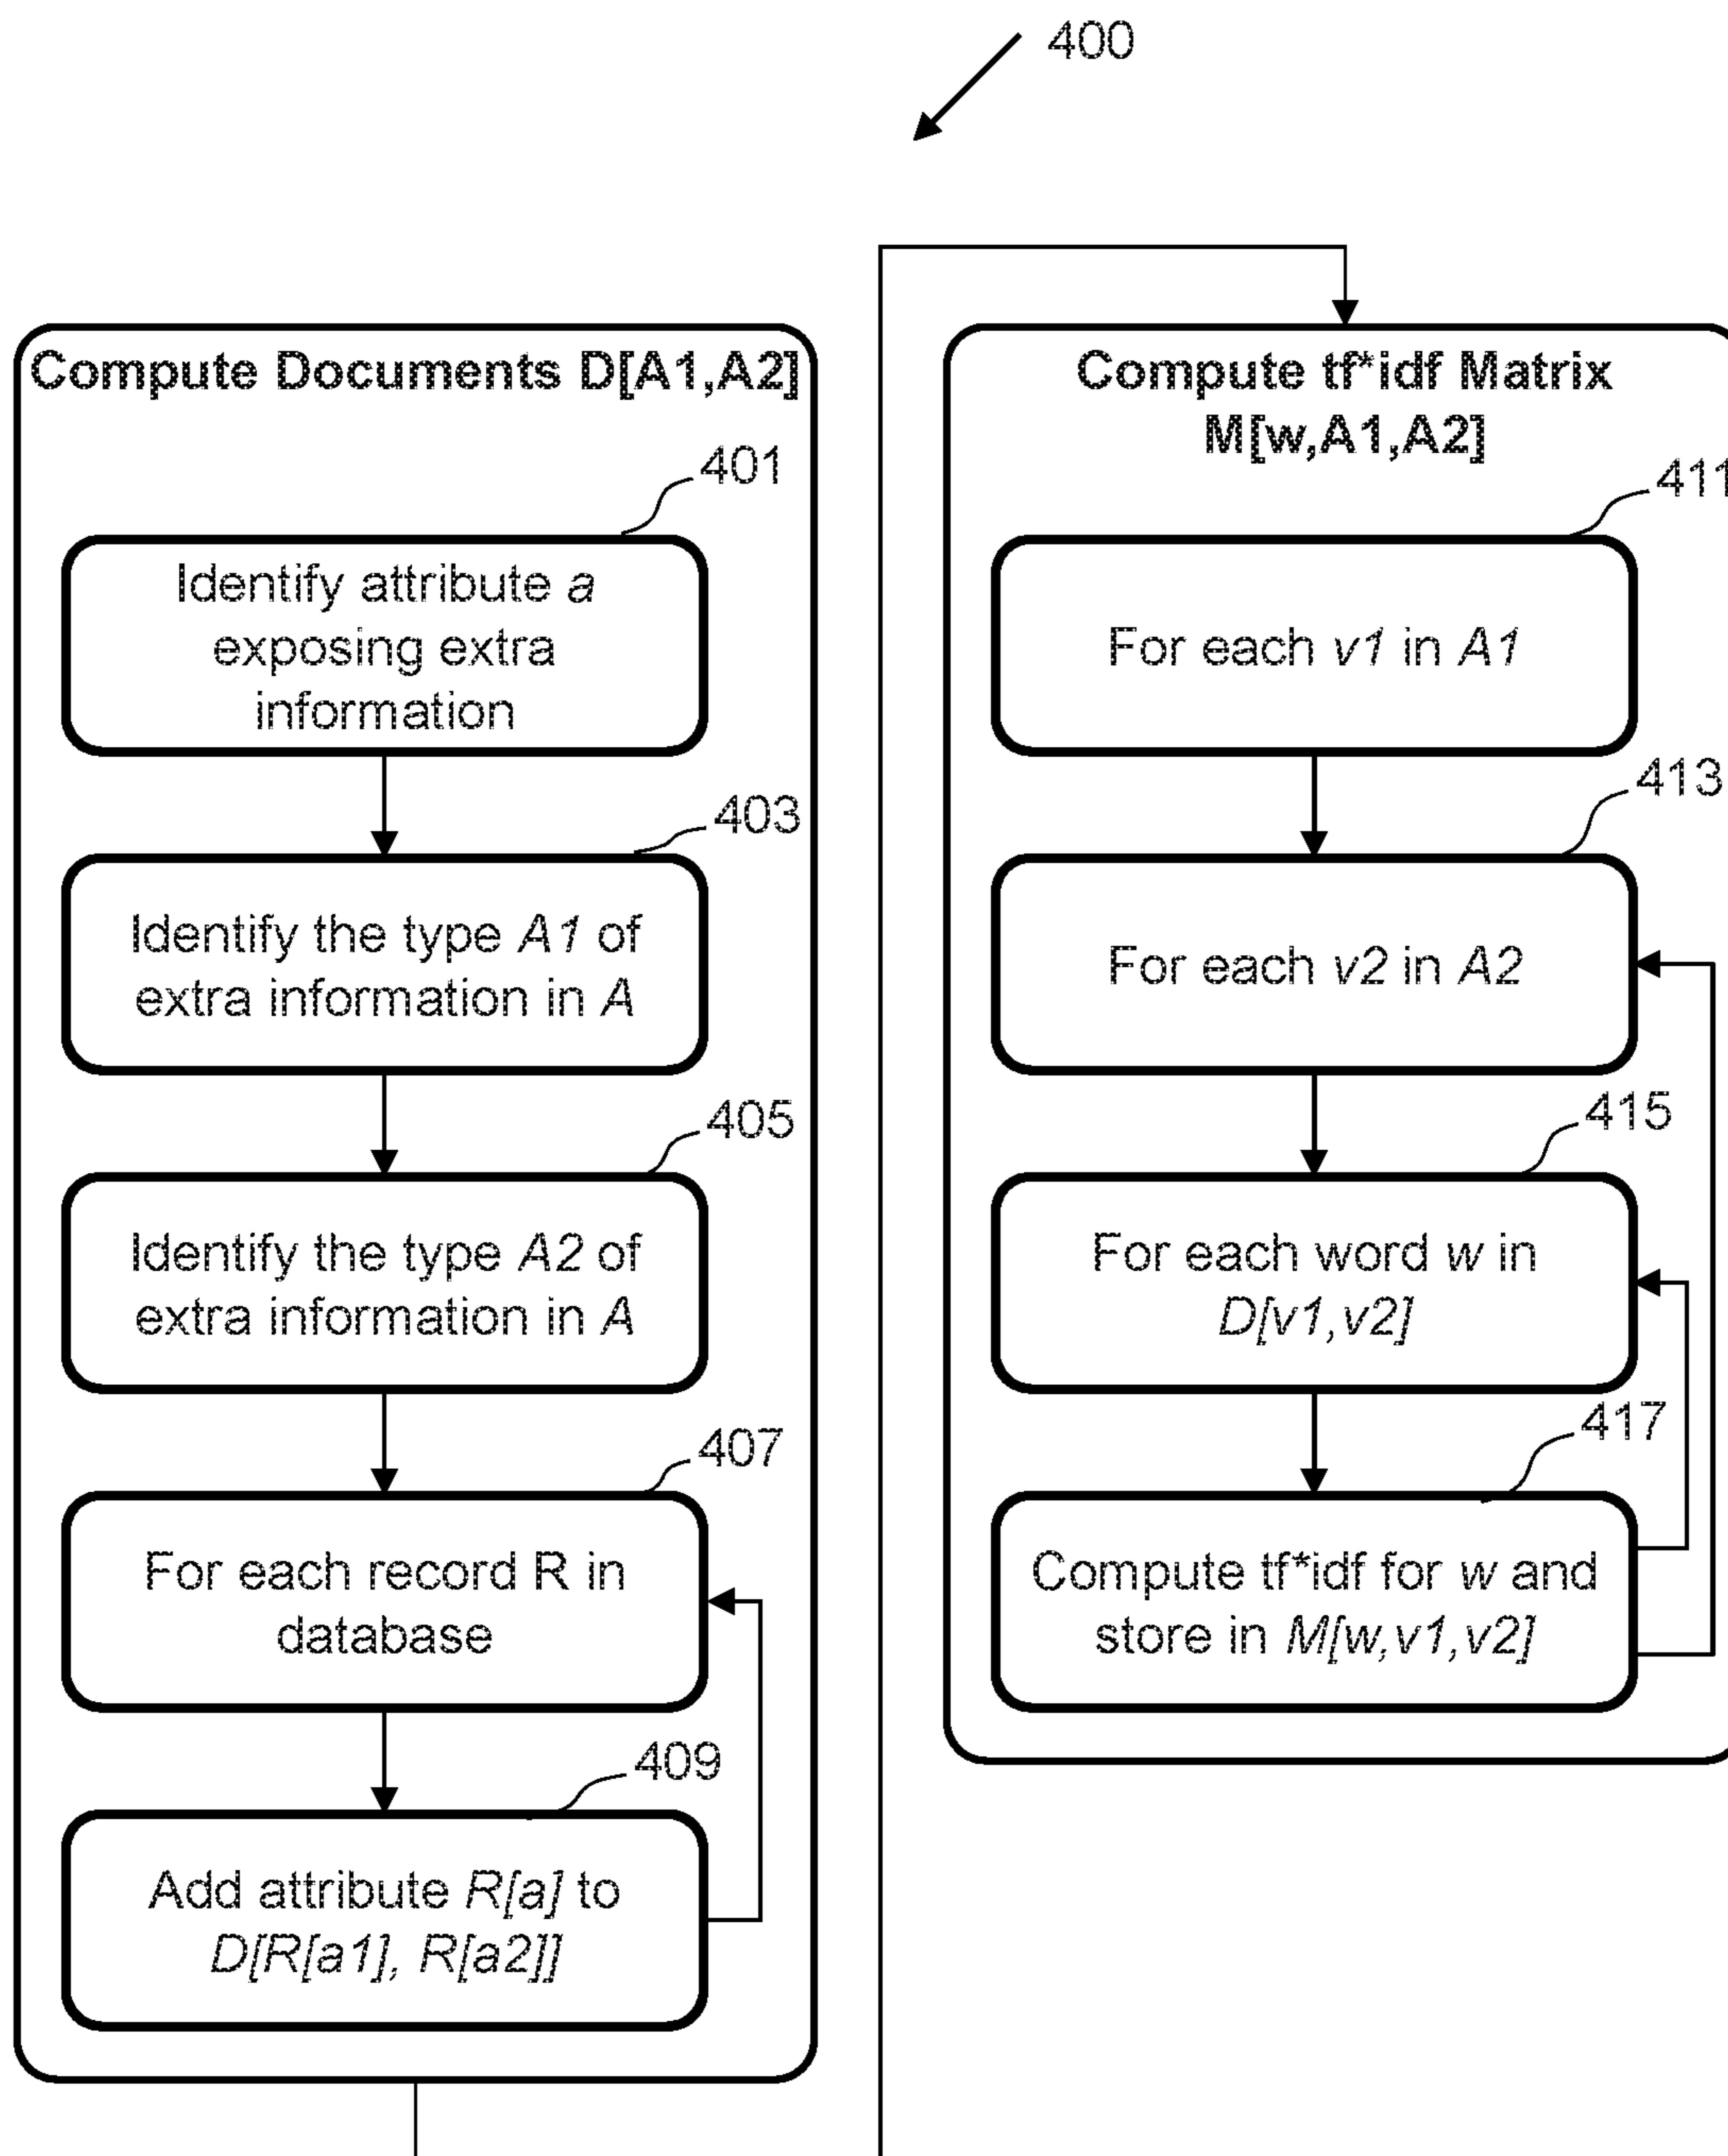 400
Compute Documents D[A1,A2]
401
Identify attribute a
exposing extra
information
403
Identify the type A1 of
extra information in A
405
Identify the type A2 of
extra information in A
407
For each record R in
database
409
Add attribute R[a] to
D[R[a1], R[a2]]
Compute tf*idf Matrix
M[w,A1,A2]
411
For each v1 in A1
413
For each v2 in A2
415
For each word w in
D[v1,v2]
417
Compute tf*idf for w and
store in M[w,v1,v2]